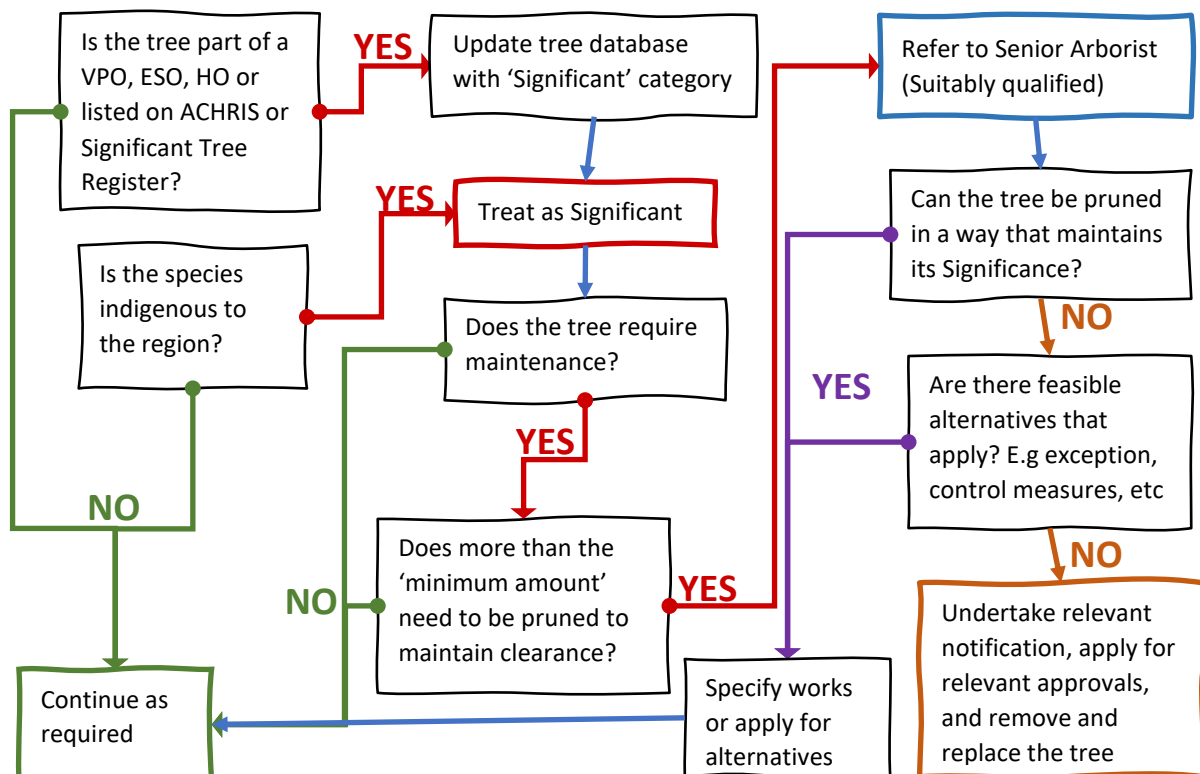 Is the tree part of a
VPO, ESO, HO or
listed on ACHRIS or
Significant Tree
Register?
YES
Update tree database
with ‘Significant’ category
Refer to Senior Arborist
(Suitably qualified)
YES
Treat as Significant
Can the tree be pruned
in a way that maintains
its Significance?
Is the species
indigenous to
the region?
NO
Does the tree require
maintenance?
YES
Are there feasible
alternatives that
apply? E.g exception,
control measures, etc
YES
NO
Does more than the
‘minimum amount’
need to be pruned to
maintain clearance?
NO
YES
NO
Undertake relevant
notification, apply for
relevant approvals,
and remove and
replace the tree
Continue as
required
Specify works
or apply for
alternatives